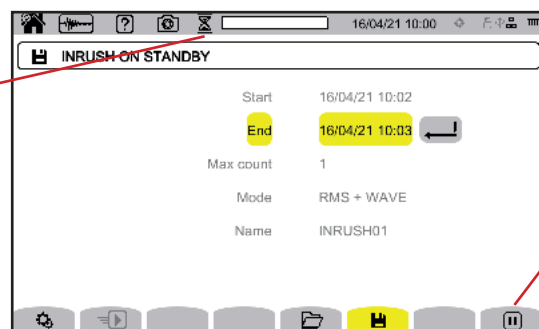 ? 16/04/21 10:00
INRUSH ON STANDBY
Start 16/04/21 10:02
End 16/04/21 10:03
Max count 1
Mode RMS + WAVE
Name INRUSH01